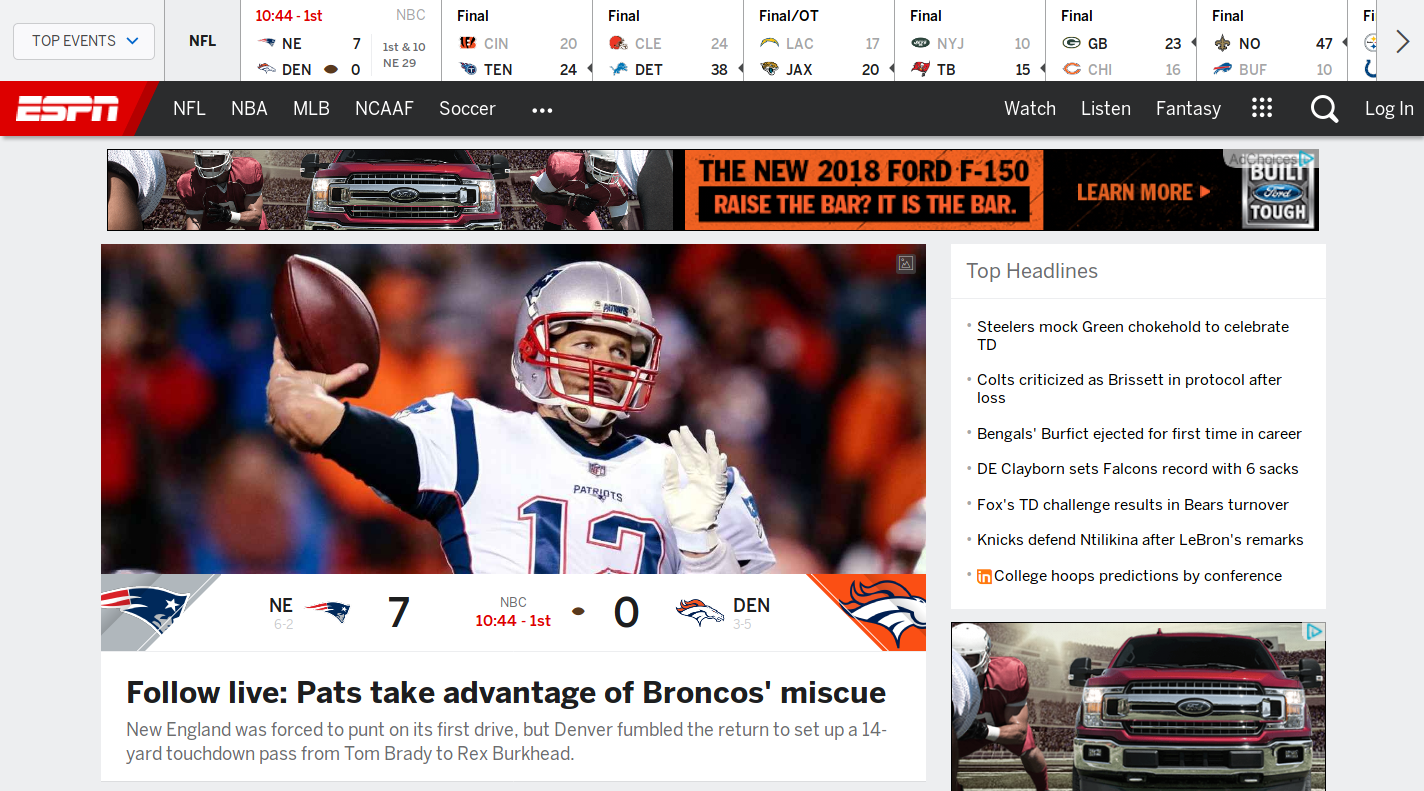 TOP EVENTS
NFL
10:44 - 1st NBC
NE 7
DEN 0
1st & 10
NE 29
Final
CIN 20
TEN 24
Final
CLE 24
DET 38
Final/OT
LAC 17
JAX 20
Final
NYJ 10
TB 15
Final
GB 23
CHI 16
Final
NO 47
BUF 10
Fi
ESPN NFL NBA MLB NCAAF Soccer ••• Watch Listen Fantasy Log In
THE NEW 2018 FORD F-150
RAISE THE BAR? IT IS THE BAR.
LEARN MORE
AdChoices
BUILT
Ford
TOUGH
Ford
PATRIOTS
NFL
PATRIOTS
12
NE
6-2
7
NBC
10:44 - 1st
0
DEN
3-5
Follow live: Pats take advantage of Broncos' miscue
New England was forced to punt on its first drive, but Denver fumbled the return to set up a 14-
yard touchdown pass from Tom Brady to Rex Burkhead.
Top Headlines
• Steelers mock Green chokehold to celebrate
TD
• Colts criticized as Brissett in protocol after
loss
• Bengals' Burfict ejected for first time in career
• DE Clayborn sets Falcons record with 6 sacks
• Fox's TD challenge results in Bears turnover
• Knicks defend Ntilikina after LeBron's remarks
• in College hoops predictions by conference
Ford